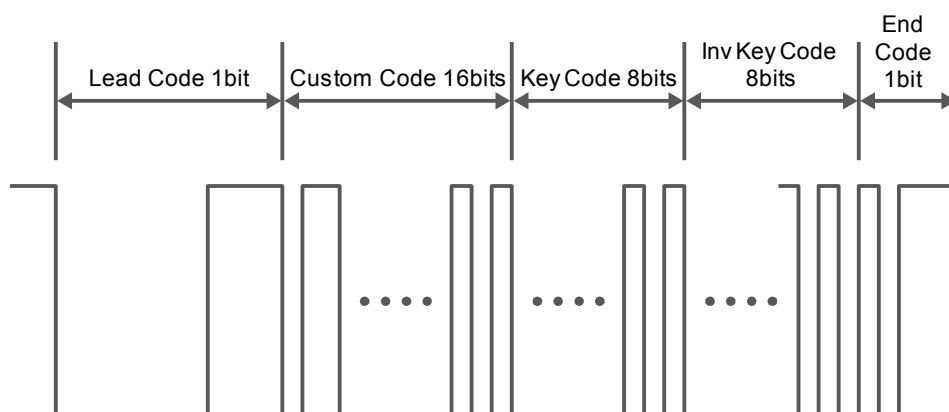 Lead Code 1bit
Custom Code 16bits
Key Code 8bits
Inv Key Code
8bits
End
Code
1bit